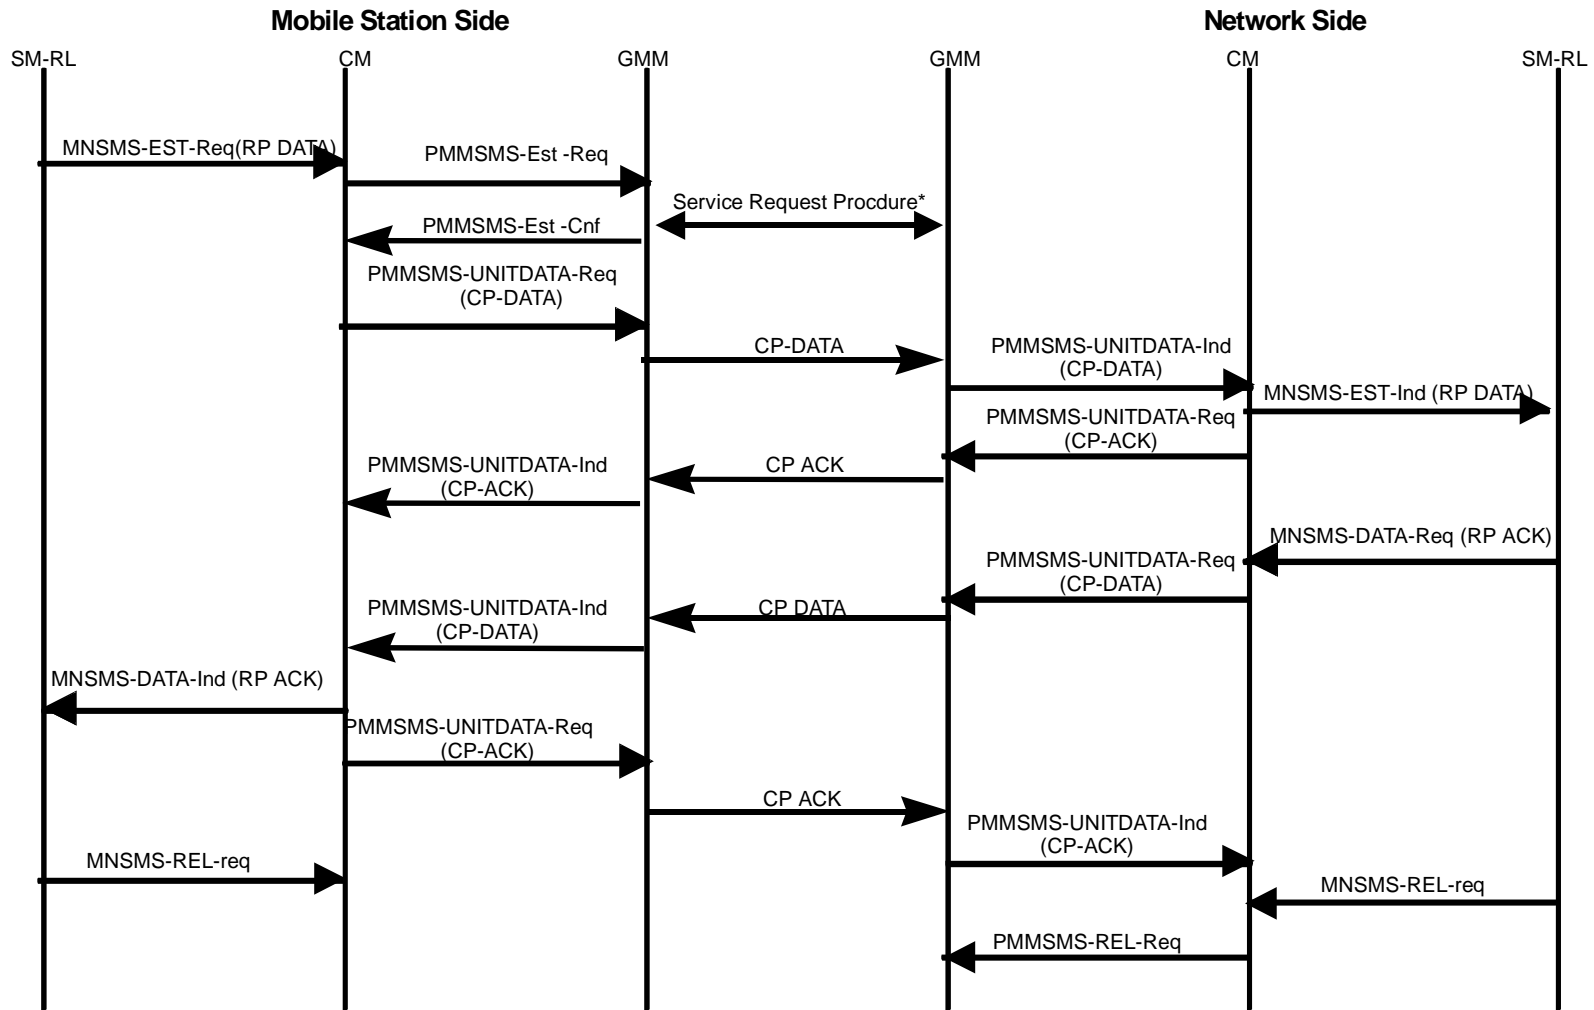 Mobile Station Side
Network Side
SM-RL
CM
GMM
GMM
CM
SM-RL
MNSMS-EST-Req(RP DATA)
PMMSMS-Est -Req
Service Request Procdure*
PMMSMS-Est -Cnf
PMMSMS-UNITDATA-Req
(CP-DATA)
CP-DATA
PMMSMS-UNITDATA-Ind
(CP-DATA)
MNSMS-EST-Ind (RP DATA)
PMMSMS-UNITDATA-Req
(CP-ACK)
CP ACK
PMMSMS-UNITDATA-Ind
(CP-ACK)
MNSMS-DATA-Req (RP ACK)
PMMSMS-UNITDATA-Req
(CP-DATA)
CP DATA
PMMSMS-UNITDATA-Ind
(CP-DATA)
MNSMS-DATA-Ind (RP ACK)
PMMSMS-UNITDATA-Req
(CP-ACK)
CP ACK
PMMSMS-UNITDATA-Ind
(CP-ACK)
MNSMS-REL-req
MNSMS-REL-req
PMMSMS-REL-Req